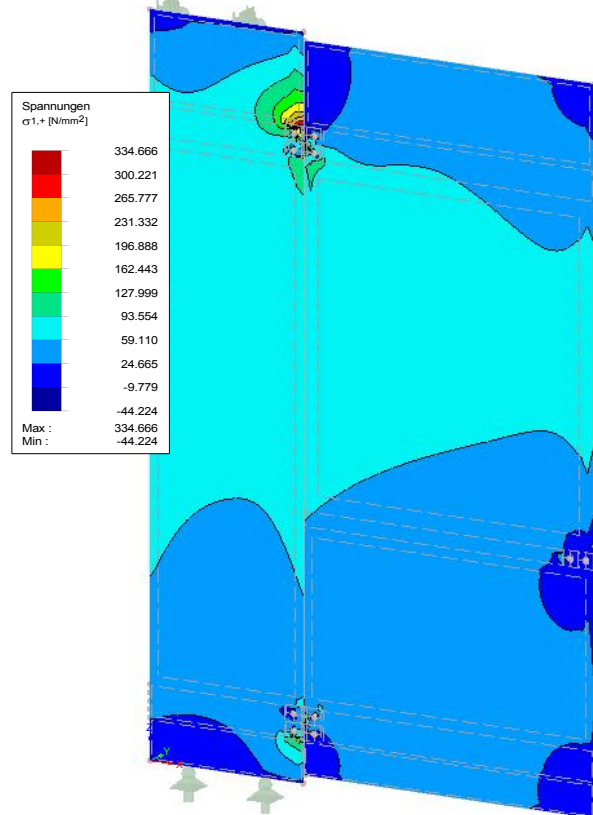 Spannungen
σ1,+ [N/mm2]
334.666
300.221
265.777
231.332
196.888
162.443
127.999
93.554
59.110
24.665
-9.779
-44.224
Max : 334.666
Min : -44.224
Z
Y
X